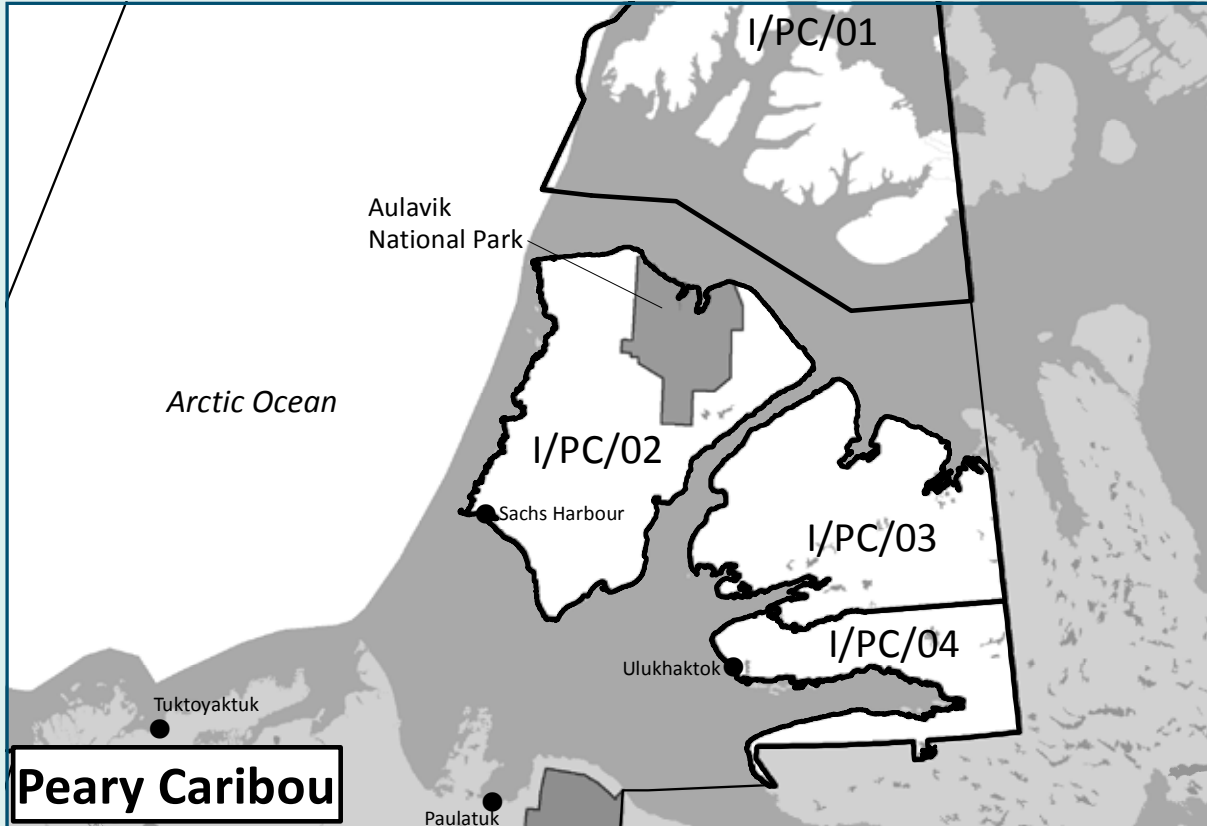 I/PC/01
Aulavik
National Park
Arctic Ocean
I/PC/02
Sachs Harbour
I/PC/03
I/PC/04
Ulukhaktok
Tuktoyaktuk
Peary Caribou
Paulatuk